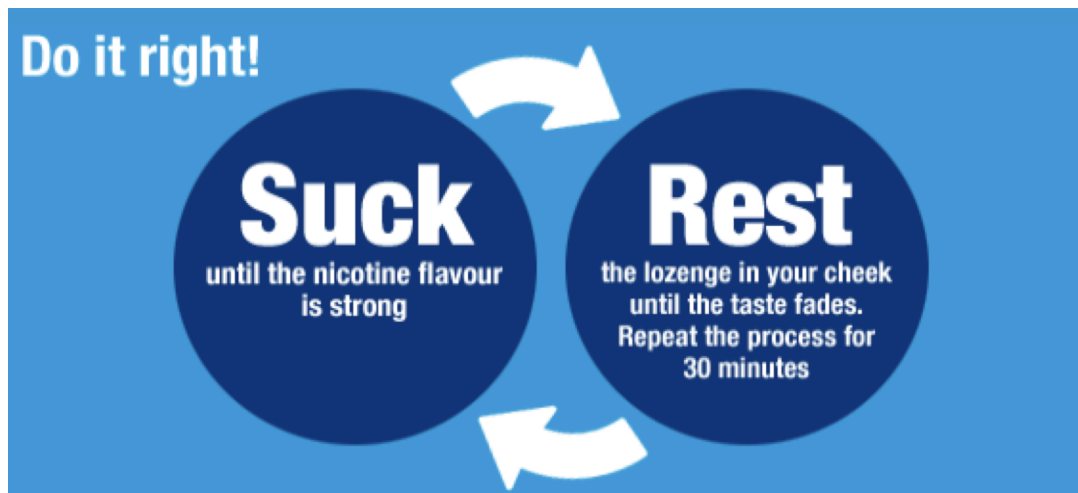 Do it right!
Suck
until the nicotine flavour
is strong
Rest
the lozenge in your cheek
until the taste fades.
Repeat the process for
30 minutes